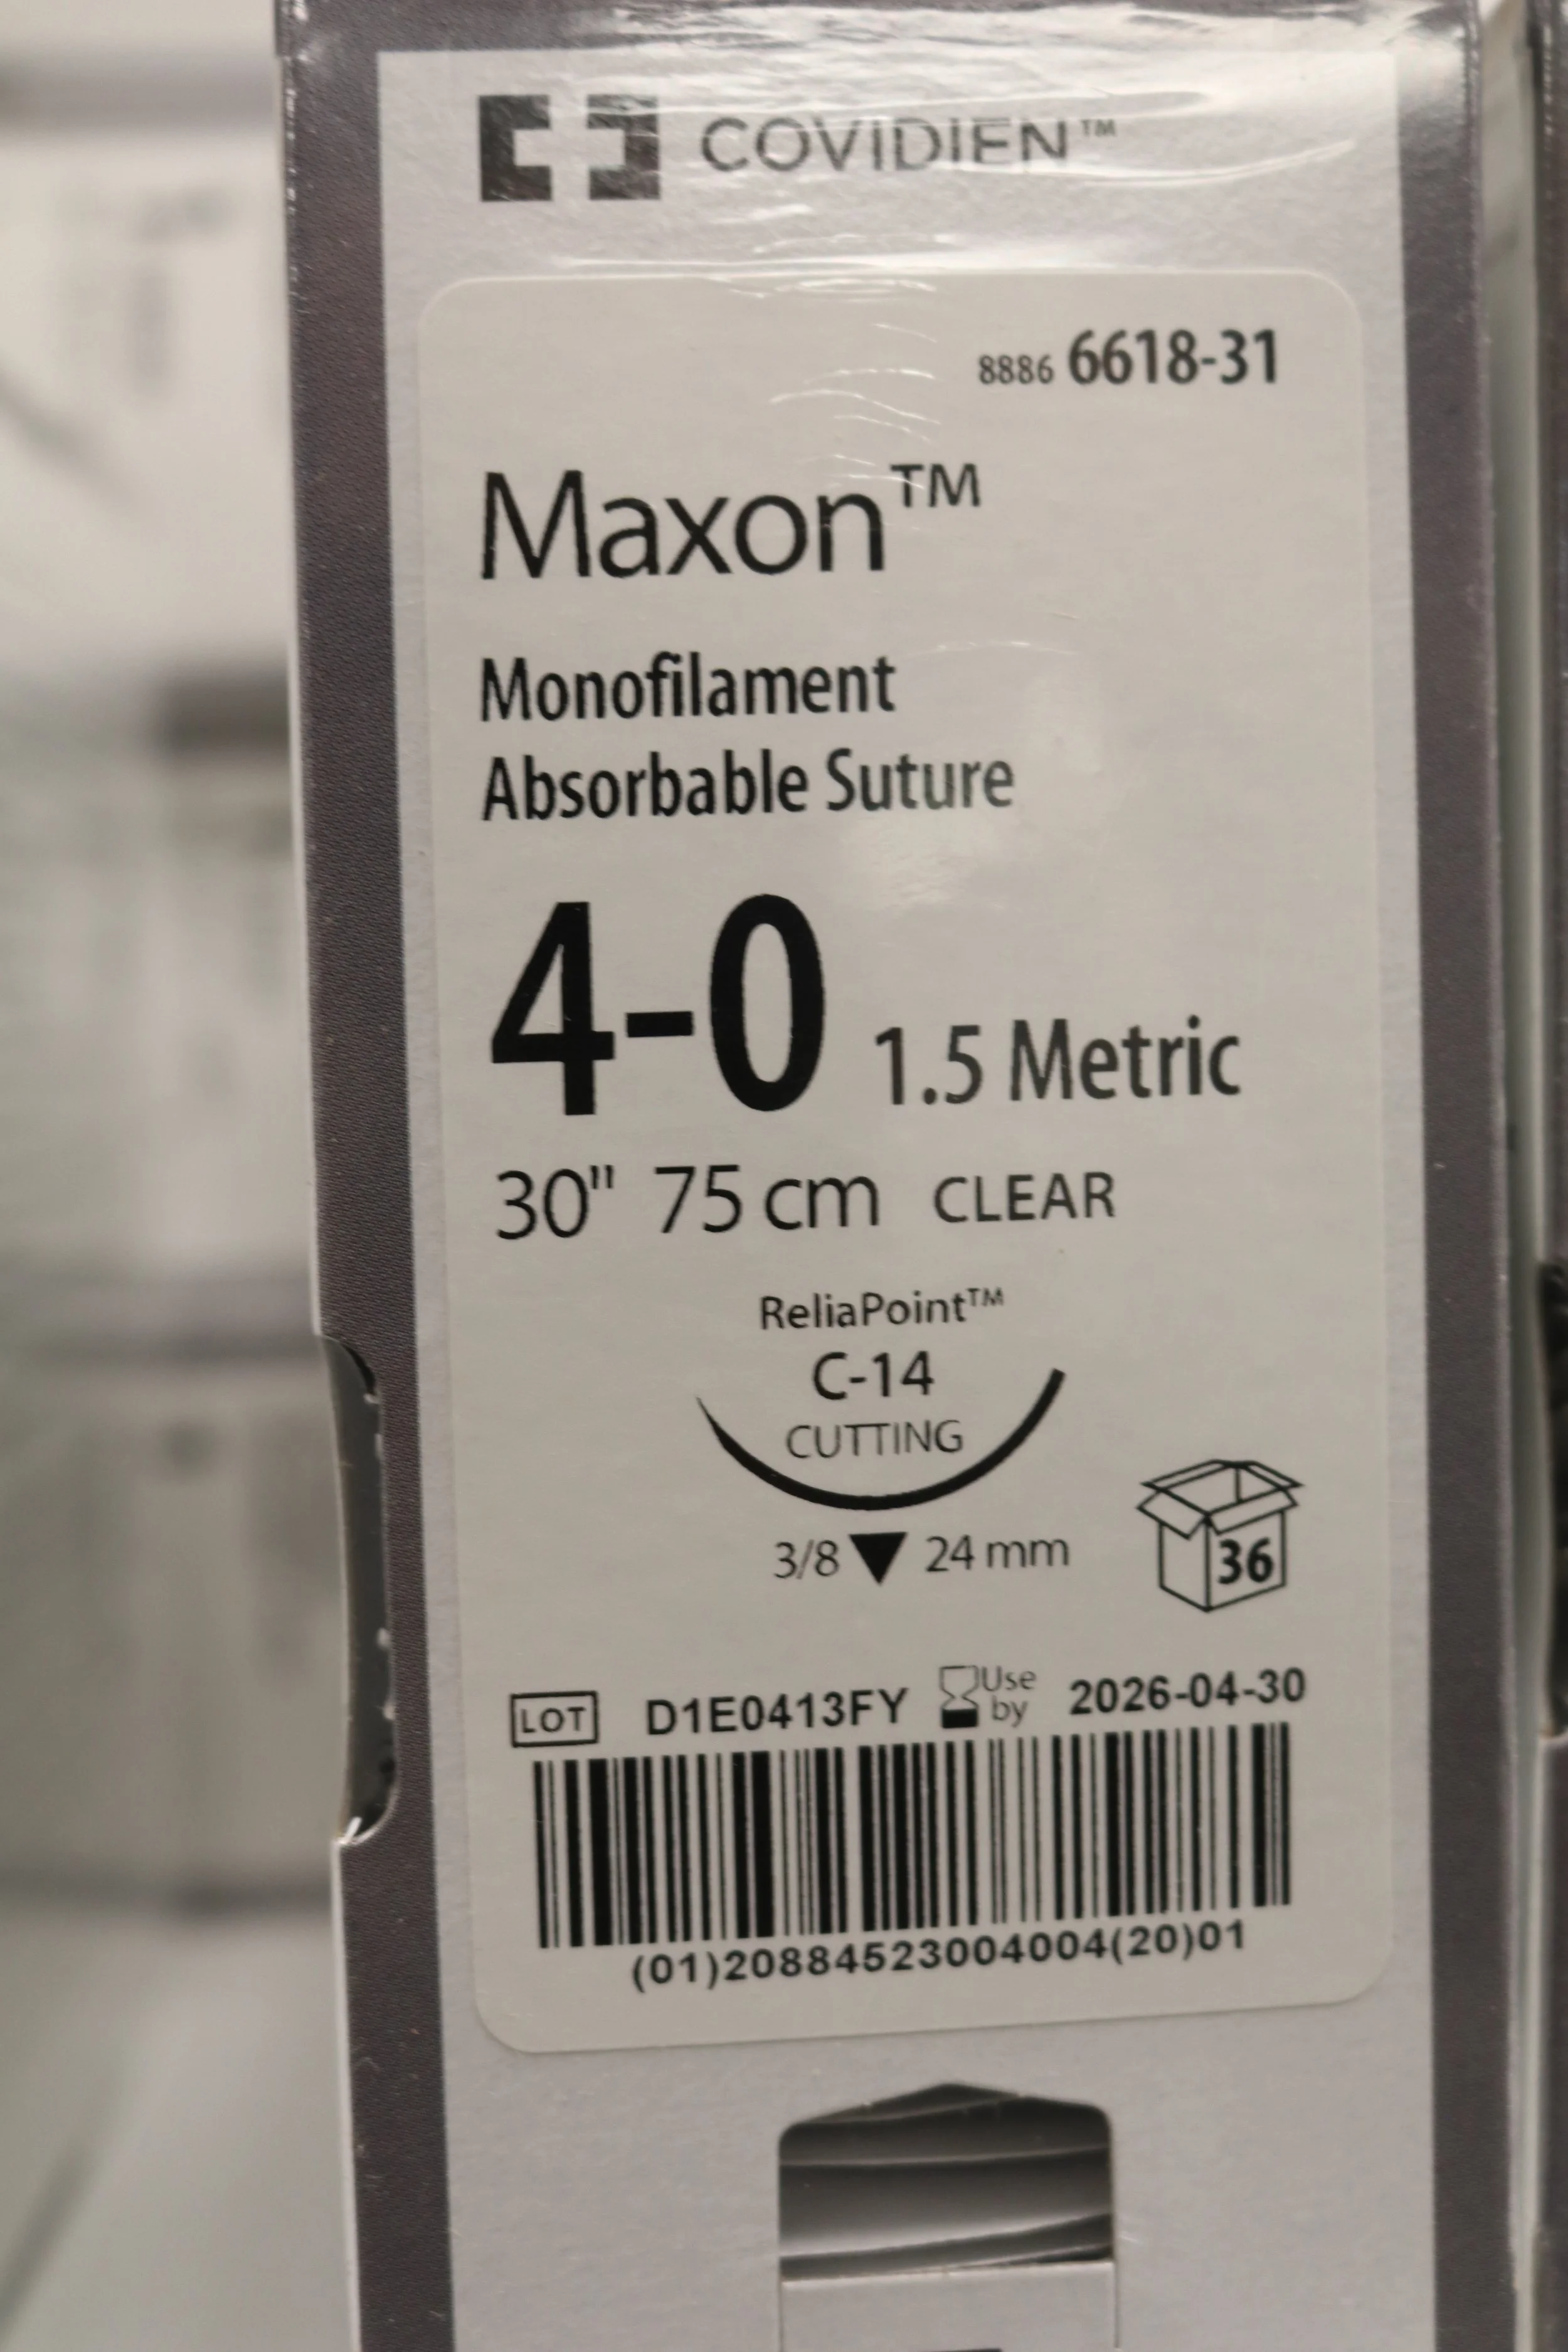 COVIDIEN™
8886 6618-31
Maxon™
Monofilament
Absorbable Suture
4-0 1.5 Metric
30" 75 cm CLEAR
ReliaPoint™
C-14
CUTTING
3/8 24 mm
36
LOT D1E0413FY Use by 2026-04-30
(01)20884523004004(20)01